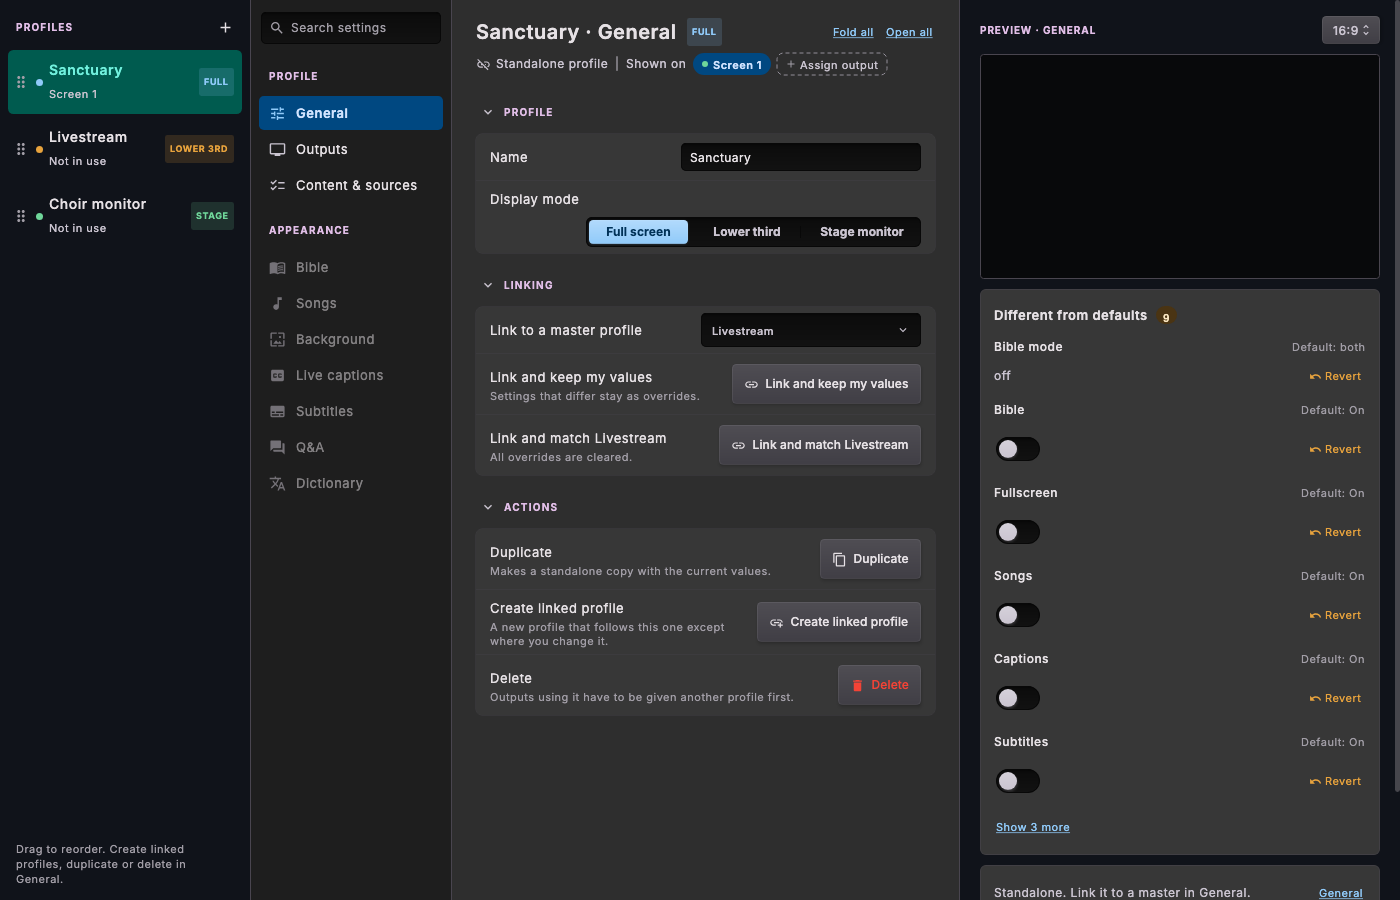 PROFILES
Sanctuary
Screen 1
FULL
Livestream
Not in use
LOWER 3RD
Choir monitor
Not in use
STAGE
Drag to reorder. Create linked
profiles, duplicate or delete in
General.
Search settings
PROFILE
General
Outputs
Content & sources
APPEARANCE
Bible
Songs
Background
Live captions
Subtitles
Q&A
Dictionary
Sanctuary · General FULL
Fold all Open all
Standalone profile | Shown on Screen 1 + Assign output
PROFILE
Name Sanctuary
Display mode
Full screen Lower third Stage monitor
LINKING
Link to a master profile Livestream
Link and keep my values
Settings that differ stay as overrides.
Link and keep my values
Link and match Livestream
All overrides are cleared.
Link and match Livestream
ACTIONS
Duplicate
Makes a standalone copy with the current values.
Duplicate
Create linked profile
A new profile that follows this one except
where you change it.
Create linked profile
Delete
Outputs using it have to be given another profile first.
Delete
PREVIEW · GENERAL 16:9
Different from defaults 9
Bible mode Default: both
off Revert
Bible Default: On
Revert
Fullscreen Default: On
Revert
Songs Default: On
Revert
Captions Default: On
Revert
Subtitles Default: On
Revert
Show 3 more
Standalone. Link it to a master in General. General